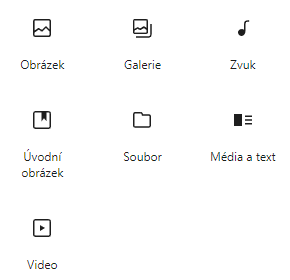 Obrázek
Galerie
Zvuk
Úvodní
obrázek
Soubor
Média a text
Video